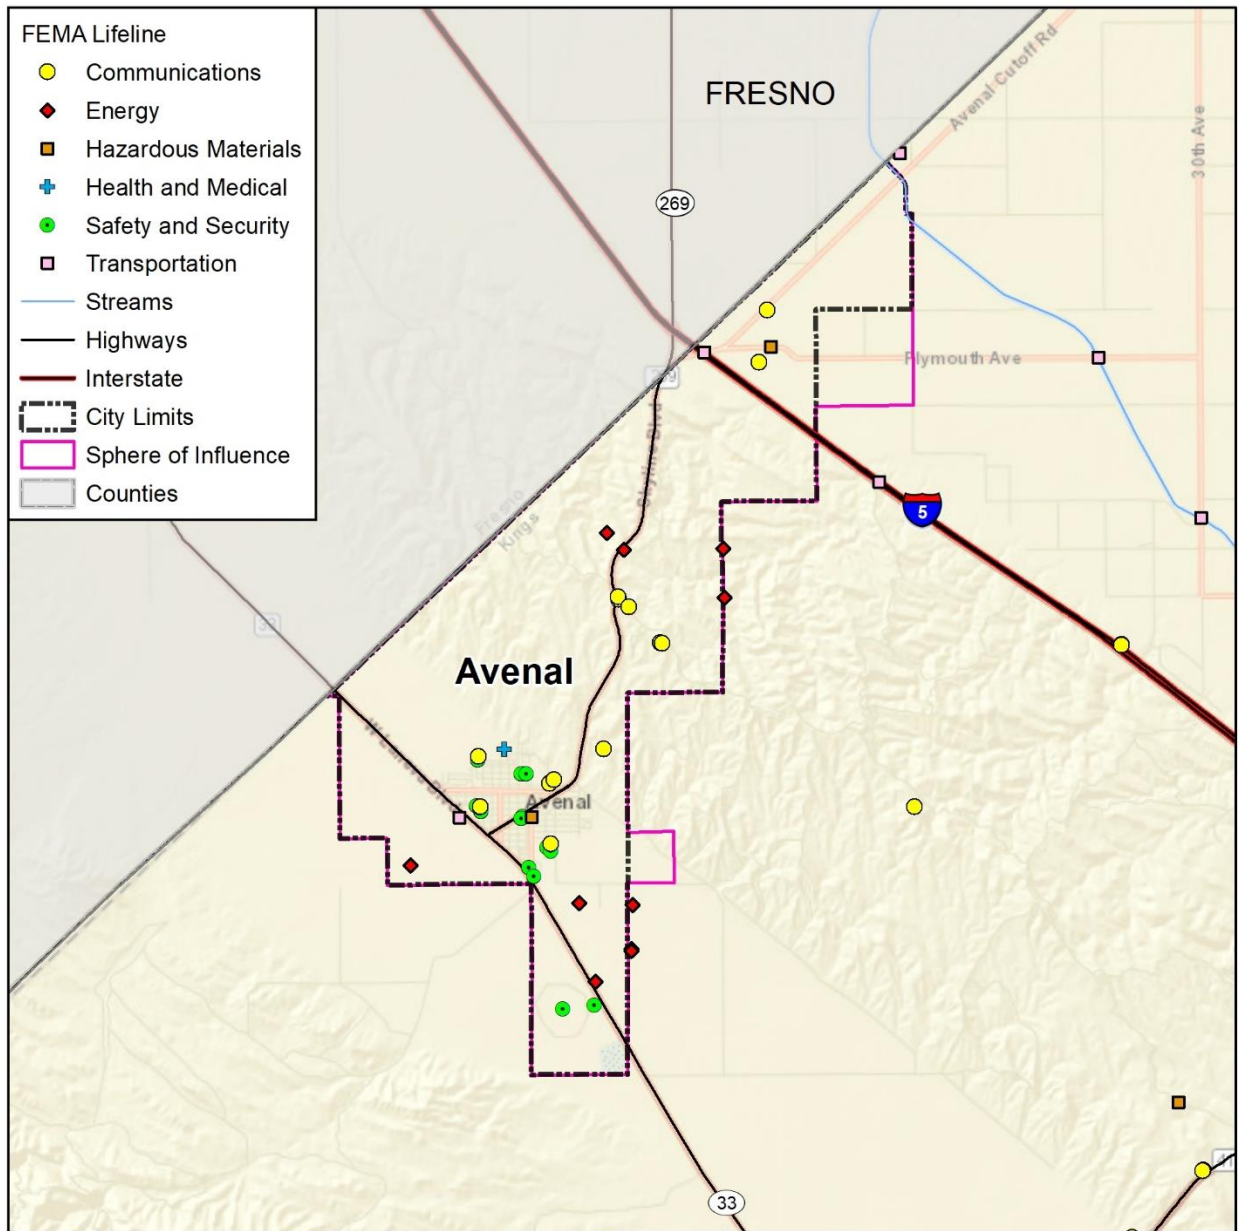 FEMA Lifeline
Communications
Energy
Hazardous Materials
Health and Medical
Safety and Security
Transportation
Streams
Highways
Interstate
City Limits
Sphere of Influence
Counties
FRESNO
Avenal Cutoff Rd
30th Ave
269
Plymouth Ave
5
Fresno
Kings
33
Avenal
Avenal
33